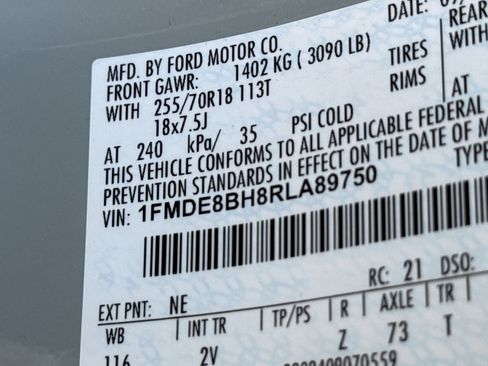 DATE: 
MFD. BY FORD MOTOR CO. REAR
FRONT GAWR: 1402 KG ( 3090 LB) WITH
WITH 255/70R18 113T TIRES
18x7.5J RIMS
AT 240 kPa/ 35 PSI COLD AT
THIS VEHICLE CONFORMS TO ALL APPLICABLE FEDERAL
PREVENTION STANDARDS IN EFFECT ON THE DATE OF
VIN: 1FMDE8BH8RLA89750 TYPE
RC: 21 DSO:
EXT PNT: NE
WB INT TR TP/PS R AXLE TR
116 2V Z 73 T